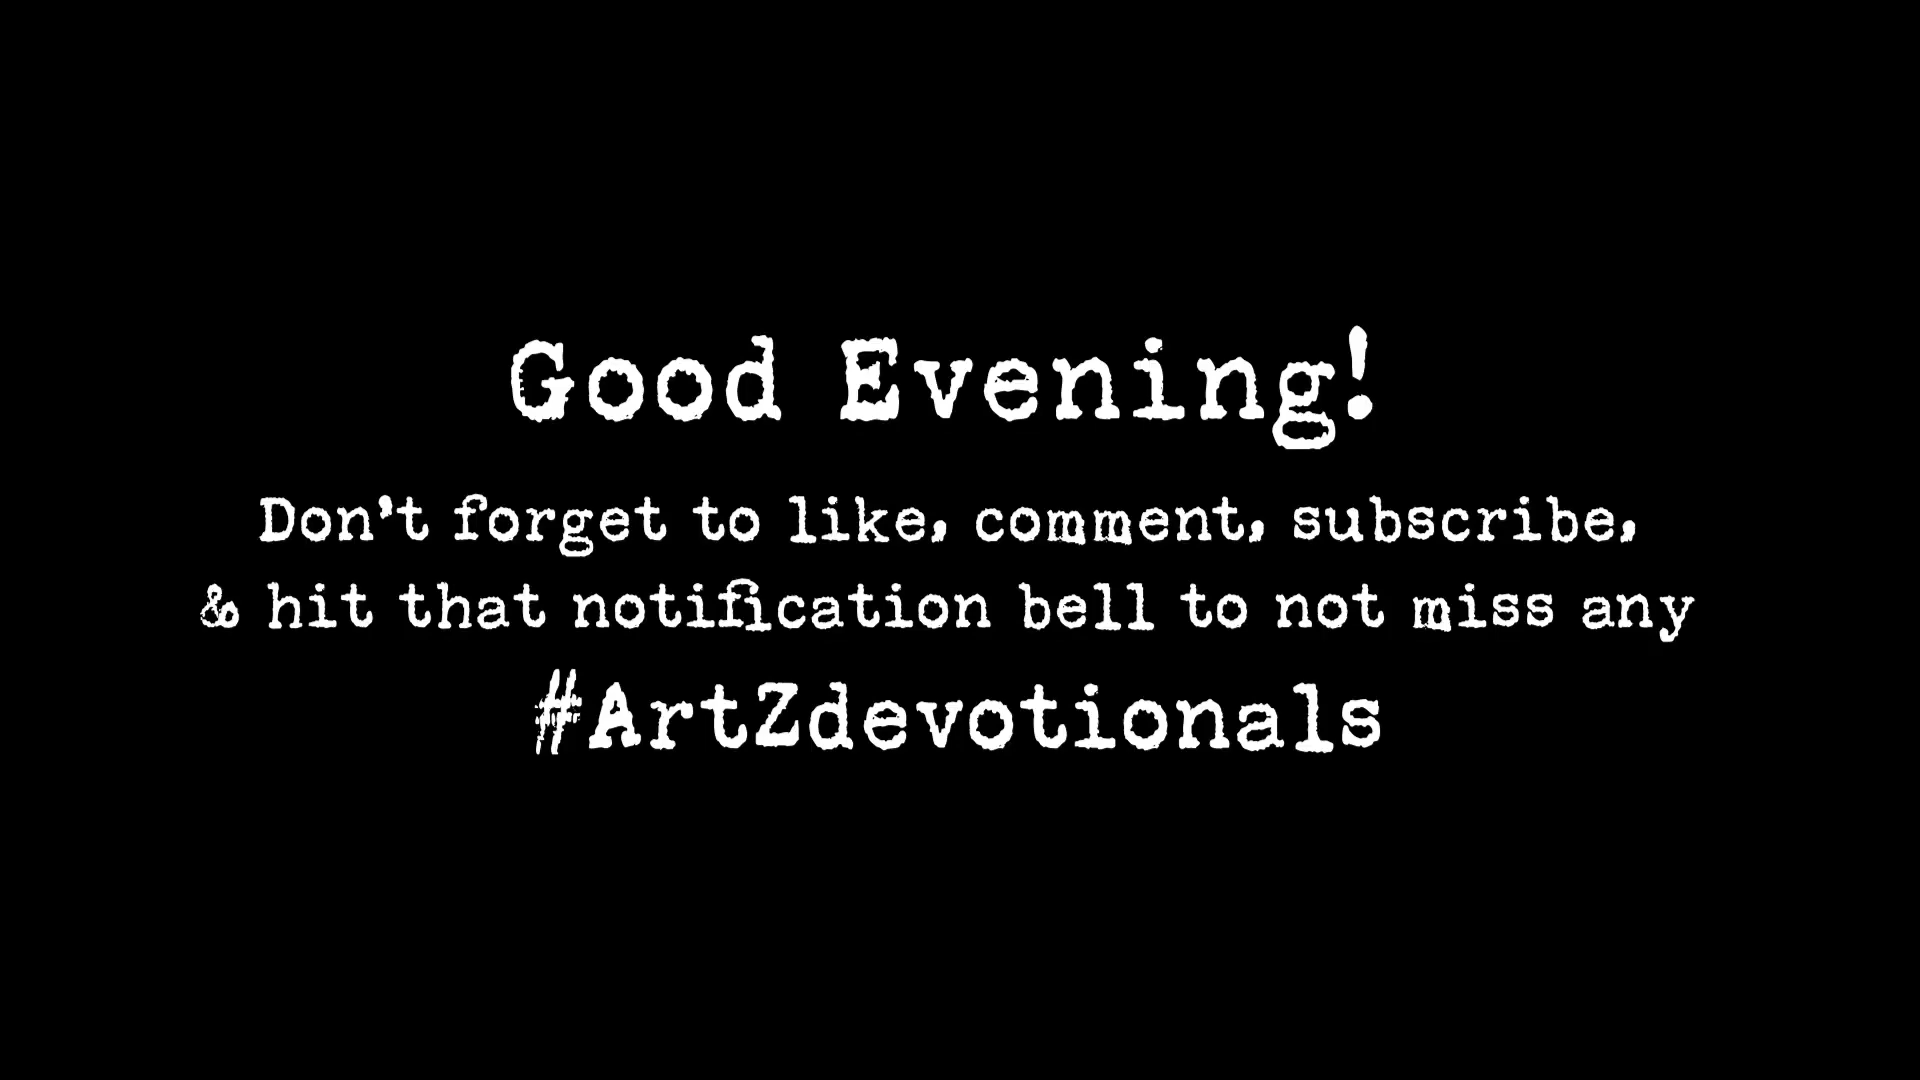 Good Evening!
Don't forget to like, comment, subscribe,
& hit that notification bell to not miss any
#ArtZdevotionals